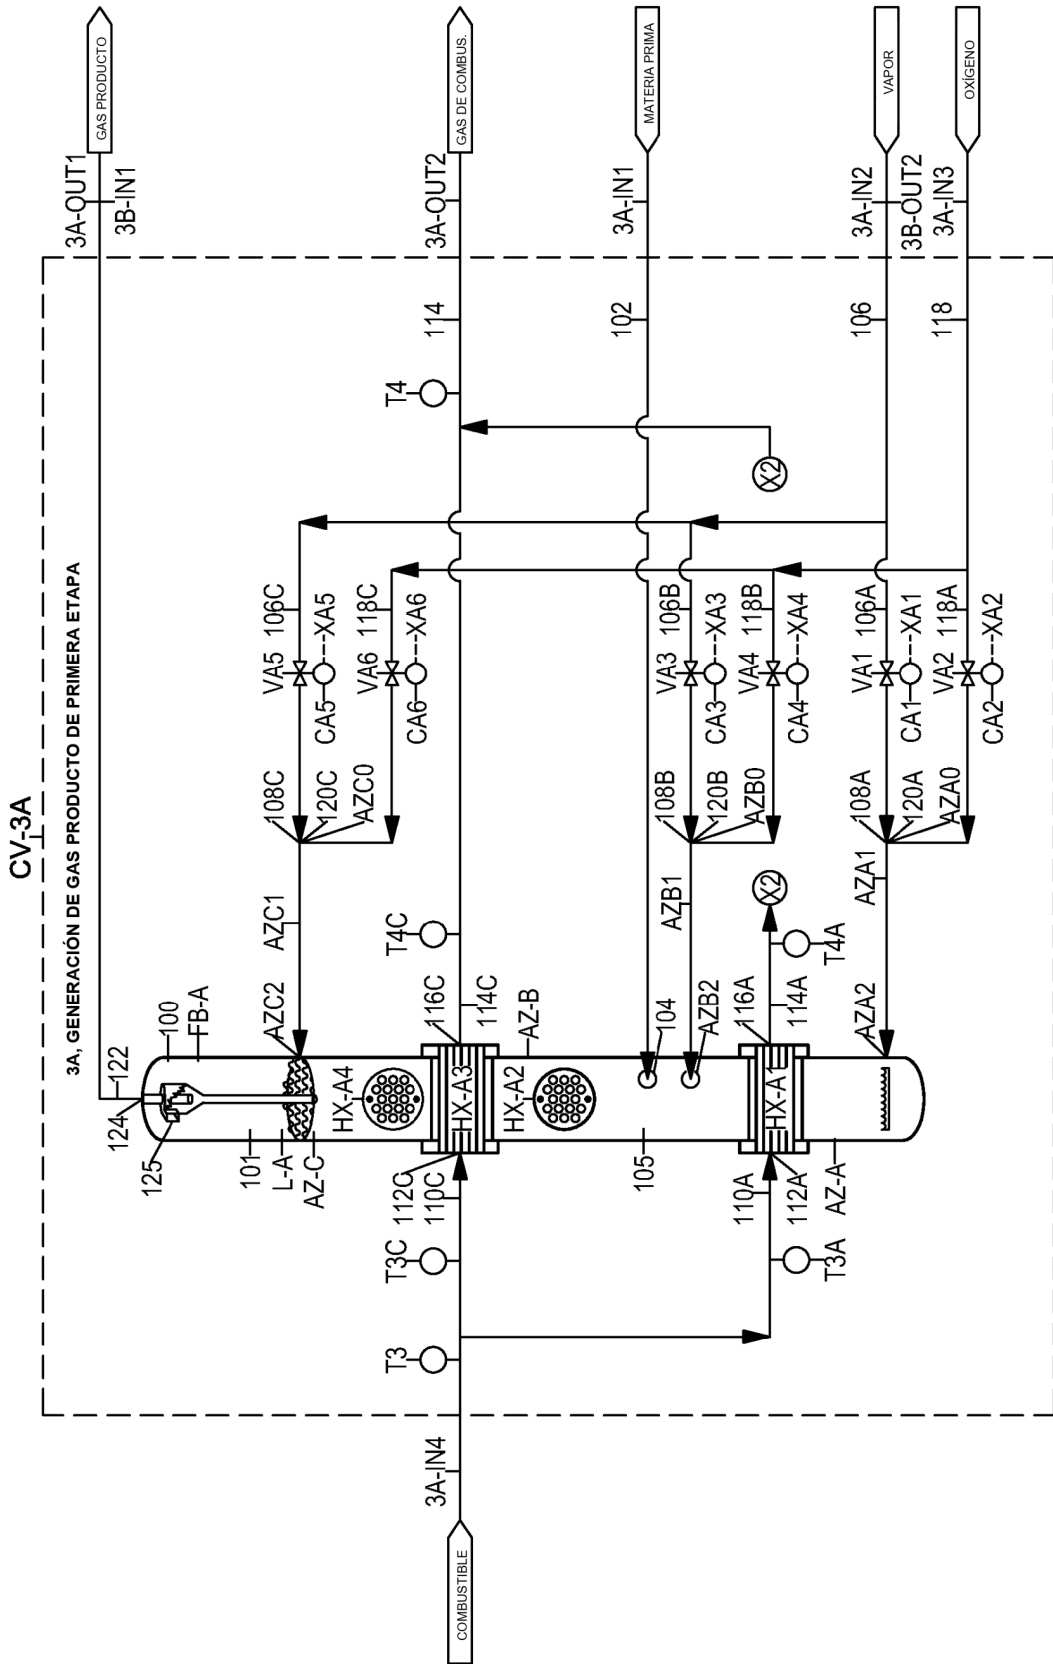 CV-3A
3A, GENERACIÓN DE GAS PRODUCTO DE PRIMERA ETAPA
GAS PRODUCTO
3A-OUT1
3B-IN1
GAS DE COMBUS.
3A-OUT2
114
T4
MATERIA PRIMA
3A-IN1
102
VAPOR
3A-IN2
3B-OUT2
106
OXÍGENO
3A-IN3
118
X2
VA5
106C
CA5
XA5
VA6
118C
CA6
XA6
VA3
106B
CA3
XA3
VA4
118B
CA4
XA4
VA1
106A
CA1
XA1
VA2
118A
CA2
XA2
108C
120C
AZC0
108B
120B
AZB0
108A
120A
AZA0
AZC1
AZC2
T4C
116C
114C
AZB1
AZ-B
104
AZB2
X2
T4A
116A
114A
AZA1
AZA2
122
124
125
100
FB-A
101
L-A
AZ-C
HX-A4
HX-A3
HX-A2
HX-A1
105
AZ-A
112C
110C
T3C
T3
110A
112A
T3A
3A-IN4
COMBUSTIBLE